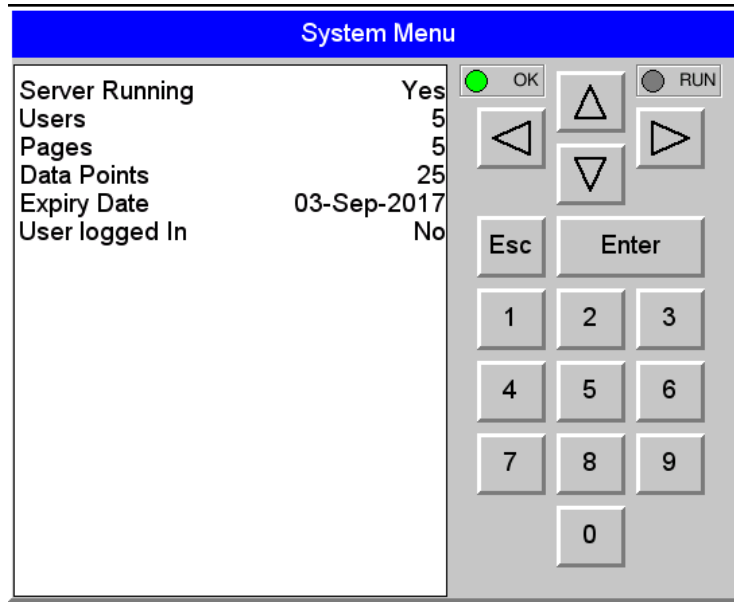 System Menu
Server Running Yes
Users 5
Pages 5
Data Points 25
Expiry Date 03-Sep-2017
User logged In No
OK
RUN
Esc Enter
1 2 3
4 5 6
7 8 9
0